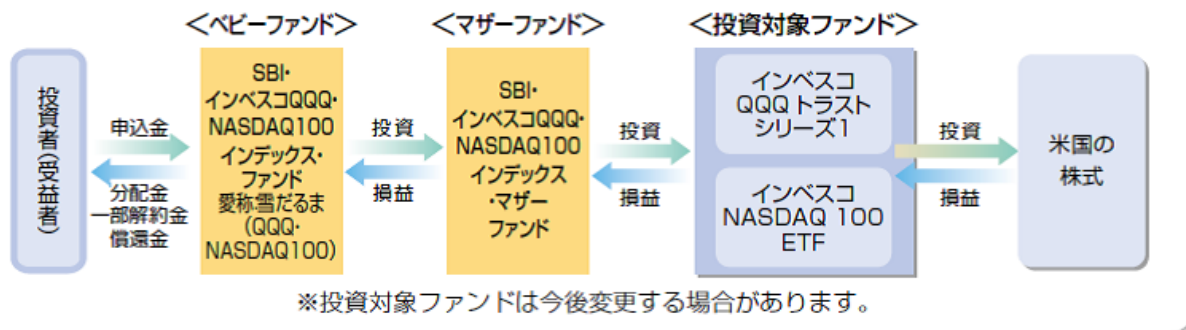 <ベビーファンド>
<マザーファンド>
<投資対象ファンド>
投資者(受益者)
申込金
分配金
一部解約金
償還金
SBI・
インベスコQQQ・
NASDAQ100
インデックス・
ファンド
愛称:雪だるま
(QQQ・
NASDAQ100)
投資
損益
SBI・
インベスコQQQ・
NASDAQ100
インデックス
・マザー
ファンド
投資
損益
インベスコ
QQQ トラスト
シリーズ1
インベスコ
NASDAQ 100
ETF
投資
損益
米国の
株式
※投資対象ファンドは今後変更する場合があります。